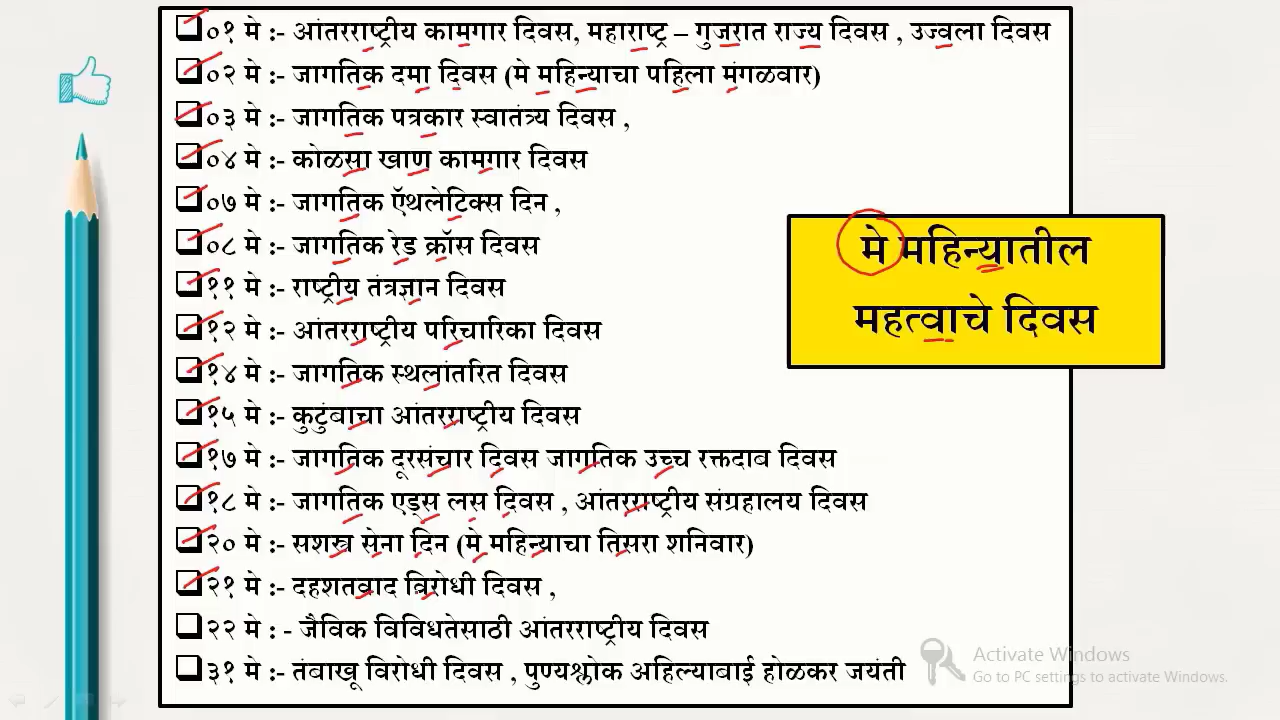 ०१ मे :- आंतरराष्ट्रीय कामगार दिवस, महाराष्ट्र – गुजरात राज्य दिवस , उज्वला दिवस
०२ मे :- जागतिक दमा दिवस (मे महिन्याचा पहिला मंगळवार)
०३ मे :- जागतिक पत्रकार स्वातंत्र्य दिवस ,
०४ मे :- कोळसा खाण कामगार दिवस
०७ मे :- जागतिक ऍथलेटिक्स दिन ,
०८ मे :- जागतिक रेड क्रॉस दिवस
११ मे :- राष्ट्रीय तंत्रज्ञान दिवस
१२ मे :- आंतरराष्ट्रीय परिचारिका दिवस
१४ मे :- जागतिक स्थलांतरित दिवस
१५ मे :- कुटुंबाचा आंतरराष्ट्रीय दिवस
१७ मे :- जागतिक दूरसंचार दिवस जागतिक उच्च रक्तदाब दिवस
१८ मे :- जागतिक एड्स लस दिवस , आंतरराष्ट्रीय संग्रहालय दिवस
२० मे :- सशस्त्र सेना दिन (मे महिन्याचा तिसरा शनिवार)
२१ मे :- दहशतवाद विरोधी दिवस ,
२२ मे : - जैविक विविधतेसाठी आंतरराष्ट्रीय दिवस
३१ मे :- तंबाखू विरोधी दिवस , पुण्यश्लोक अहिल्याबाई होळकर जयंती
मे महिन्यातील
महत्वाचे दिवस
Activate Windows
Go to PC settings to activate Windows.